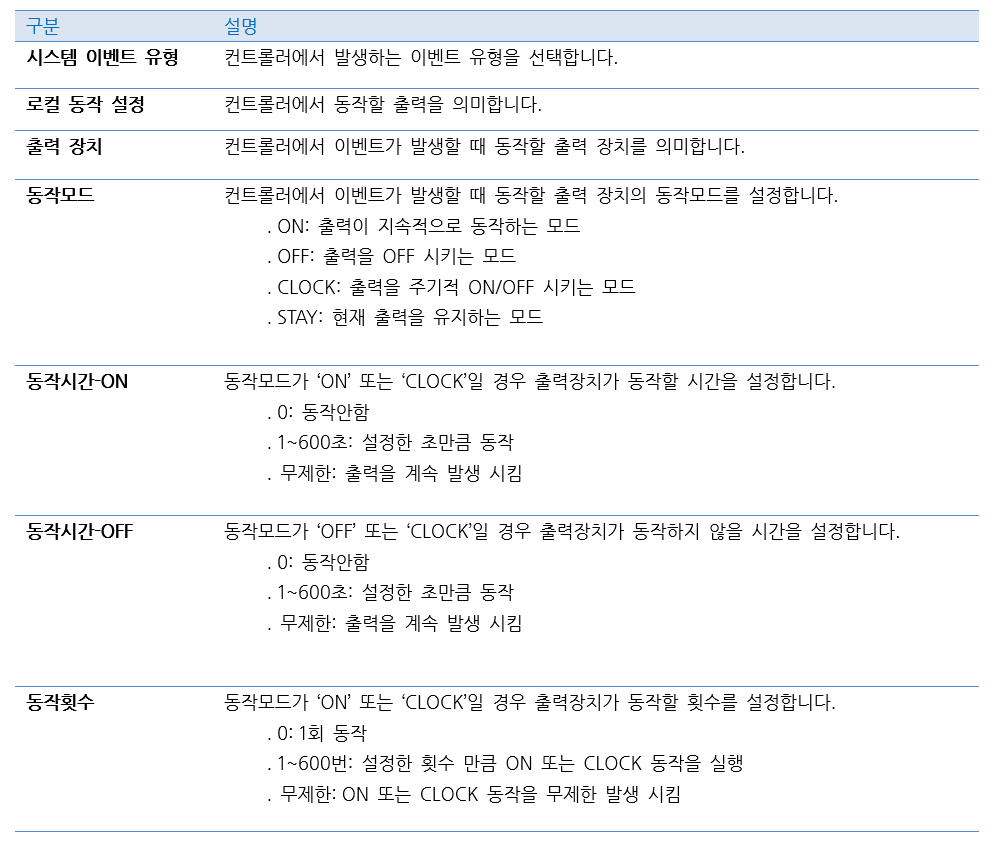 구분 설명
시스템 이벤트 유형 컨트롤러에서 발생하는 이벤트 유형을 선택합니다.
로컬 동작 설정 컨트롤러에서 동작할 출력을 의미합니다.
출력 장치 컨트롤러에서 이벤트가 발생할 때 동작할 출력 장치를 의미합니다.
동작모드 컨트롤러에서 이벤트가 발생할 때 동작할 출력 장치의 동작모드를 설정합니다.
. ON: 출력이 지속적으로 동작하는 모드
. OFF: 출력을 OFF 시키는 모드
. CLOCK: 출력을 주기적 ON/OFF 시키는 모드
. STAY: 현재 출력을 유지하는 모드
동작시간-ON 동작모드가 ‘ON’ 또는 ‘CLOCK’일 경우 출력장치가 동작할 시간을 설정합니다.
. 0: 동작안함
. 1~600초: 설정한 초만큼 동작
. 무제한: 출력을 계속 발생 시킴
동작시간-OFF 동작모드가 ‘OFF’ 또는 ‘CLOCK’일 경우 출력장치가 동작하지 않을 시간을 설정합니다.
. 0: 동작안함
. 1~600초: 설정한 초만큼 동작
. 무제한: 출력을 계속 발생 시킴
동작횟수 동작모드가 ‘ON’ 또는 ‘CLOCK’일 경우 출력장치가 동작할 횟수를 설정합니다.
. 0: 1회 동작
. 1~600번: 설정한 횟수 만큼 ON 또는 CLOCK 동작을 실행
. 무제한: ON 또는 CLOCK 동작을 무제한 발생 시킴